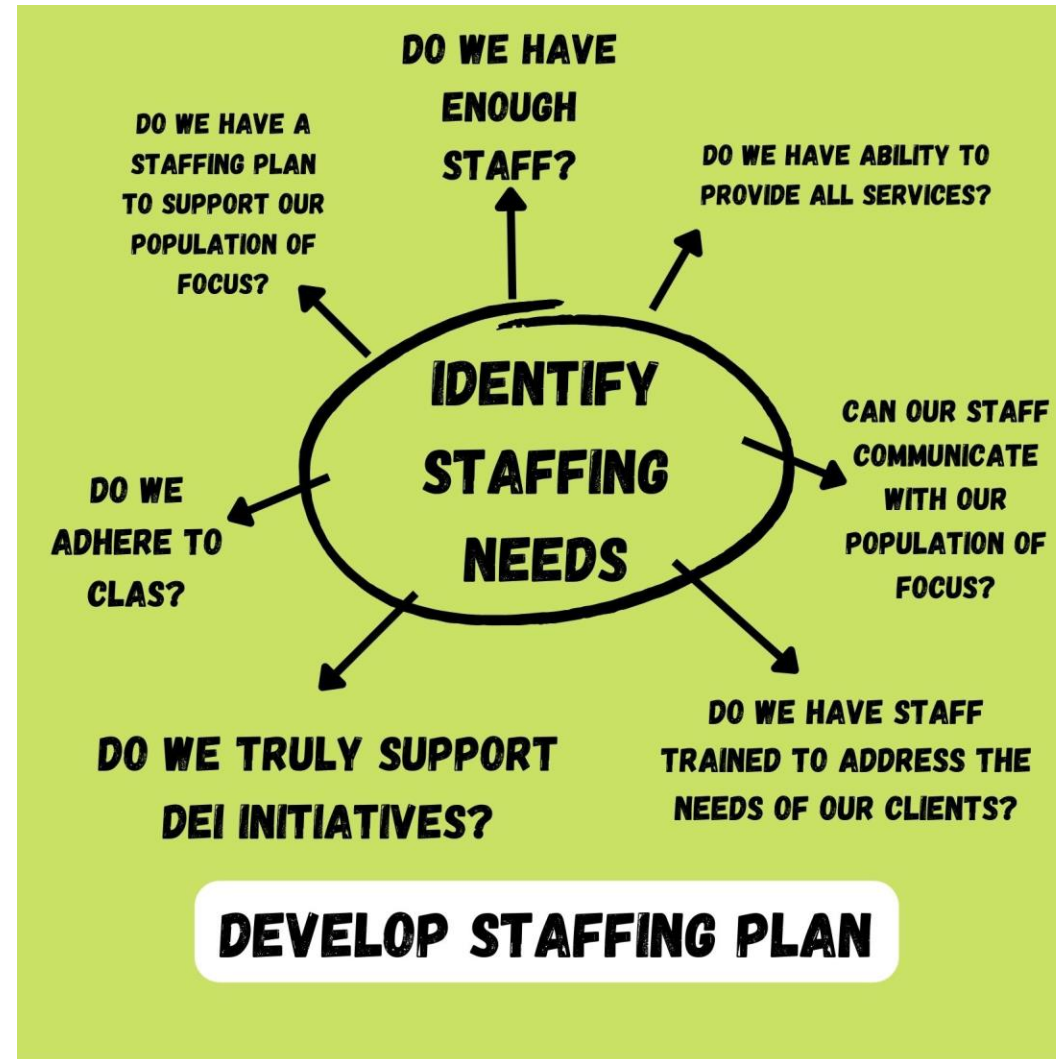 DO WE HAVE
ENOUGH
STAFF?
DO WE HAVE A
STAFFING PLAN
TO SUPPORT OUR
POPULATION OF
FOCUS?
DO WE HAVE ABILITY TO
PROVIDE ALL SERVICES?
IDENTIFY
STAFFING
NEEDS
CAN OUR STAFF
COMMUNICATE
WITH OUR
POPULATION OF
FOCUS?
DO WE
ADHERE TO
CLAS?
DO WE TRULY SUPPORT
DEI INITIATIVES?
DO WE HAVE STAFF
TRAINED TO ADDRESS THE
NEEDS OF OUR CLIENTS?
DEVELOP STAFFING PLAN